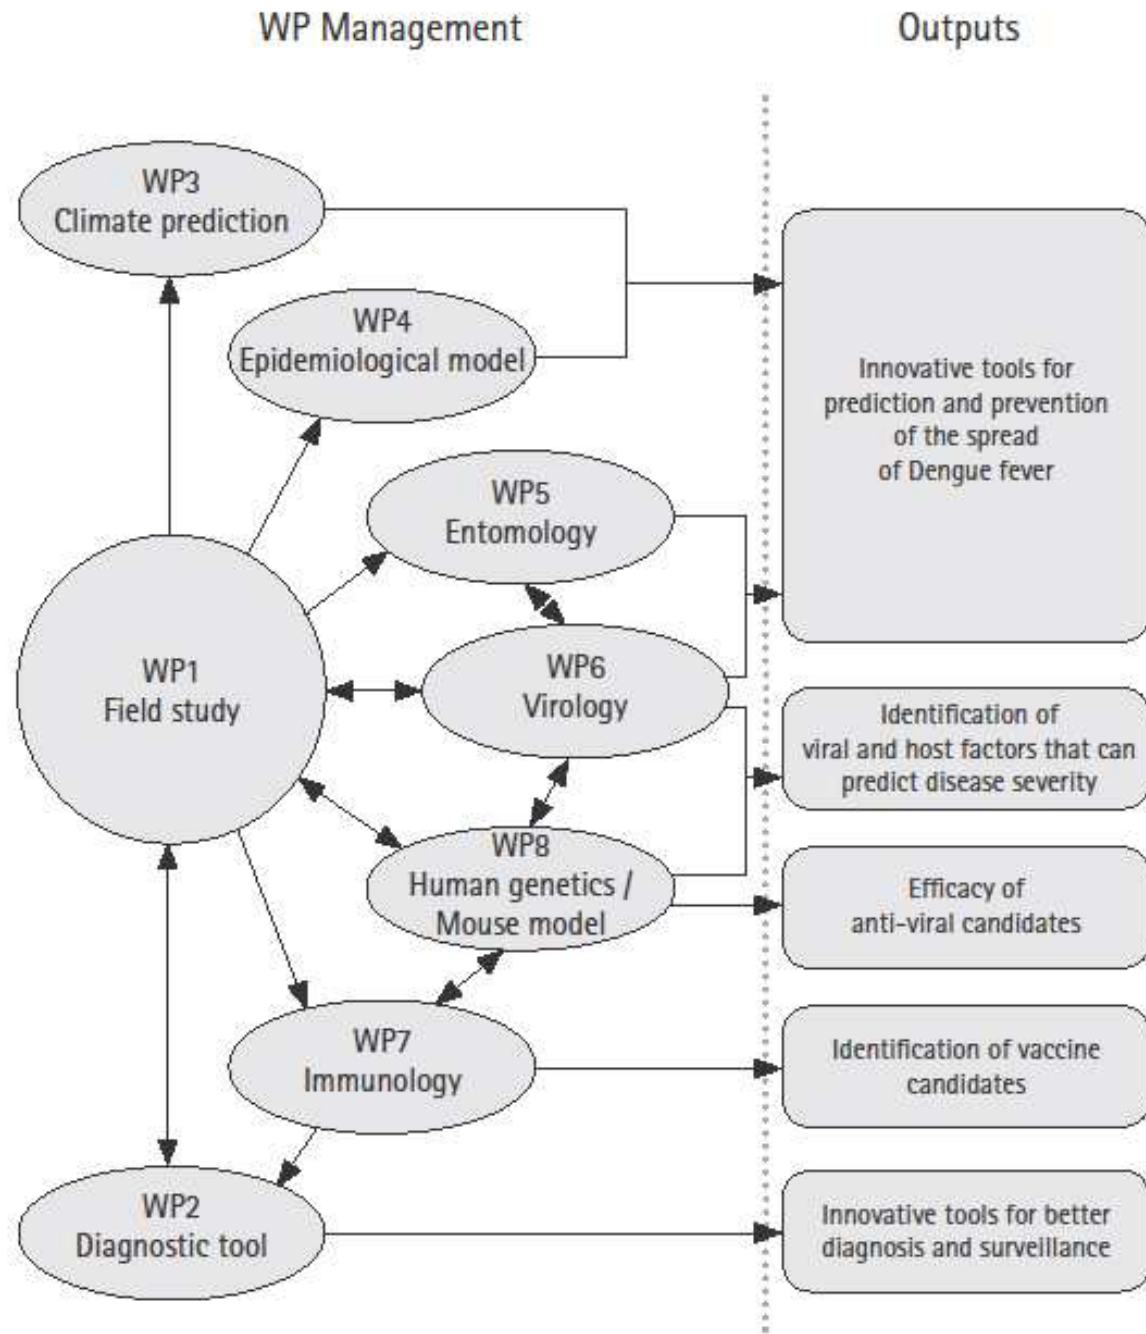 WP Management
Outputs
WP3
Climate prediction
WP4
Epidemiological model
WP5
Entomology
WP1
Field study
WP6
Virology
WP8
Human genetics /
Mouse model
WP7
Immunology
WP2
Diagnostic tool
Innovative tools for
prediction and prevention
of the spread
of Dengue fever
Identification of
viral and host factors that can
predict disease severity
Efficacy of
anti-viral candidates
Identification of vaccine
candidates
Innovative tools for better
diagnosis and surveillance